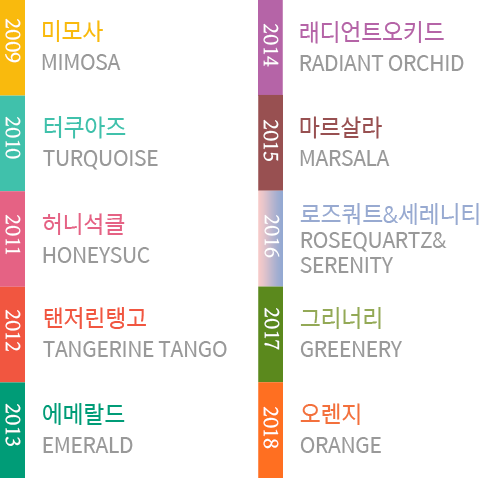 2009
미모사
MIMOSA
2010
터쿠아즈
TURQUOISE
2011
허니석클
HONEYSUC
2012
탠저린탱고
TANGERINE TANGO
2013
에메랄드
EMERALD
2014
래디언트오키드
RADIANT ORCHID
2015
마르살라
MARSALA
2016
로즈쿼트&세레니티
ROSEQUARTZ&
SERENITY
2017
그리너리
GREENERY
2018
오렌지
ORANGE